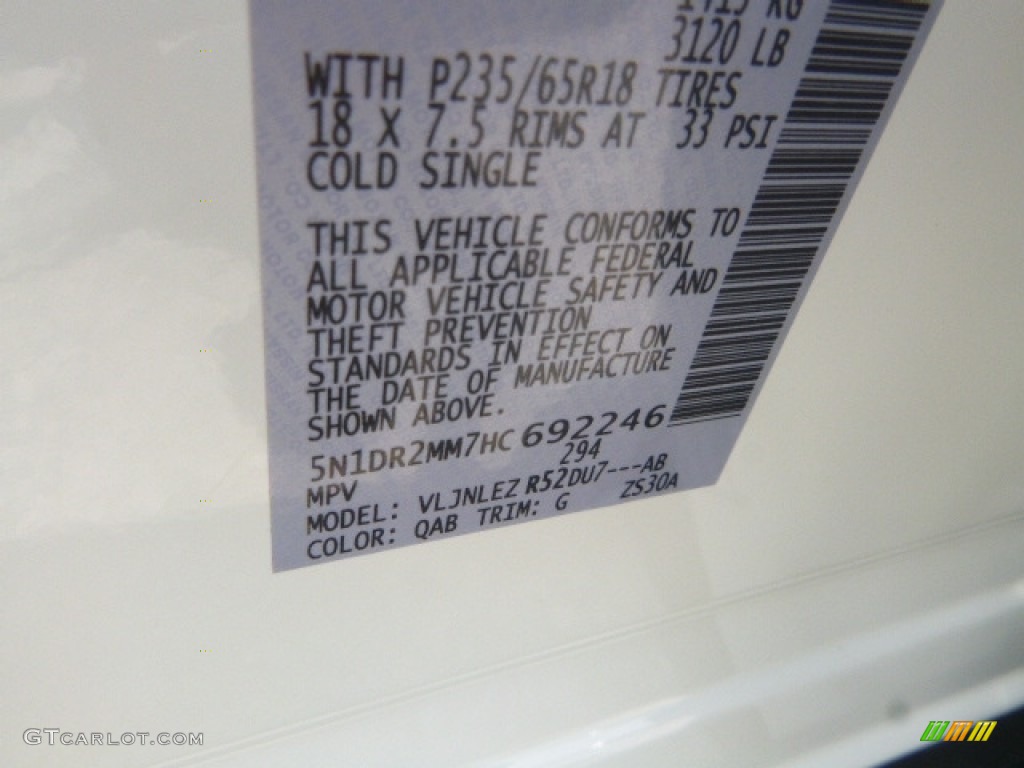 1415 KG
3120 LB
WITH P235/65R18 TIRES
18 X 7.5 RIMS AT 33 PSI
COLD SINGLE
THIS VEHICLE CONFORMS TO
ALL APPLICABLE FEDERAL
MOTOR VEHICLE SAFETY AND
THEFT PREVENTION
STANDARDS IN EFFECT ON
THE DATE OF MANUFACTURE
SHOWN ABOVE.
5N1DR2MM7HC692246
MPV 294
MODEL: VLJNLEZ R52DU7---AB
COLOR: QAB TRIM: G ZS30A
GTCARLOT.COM